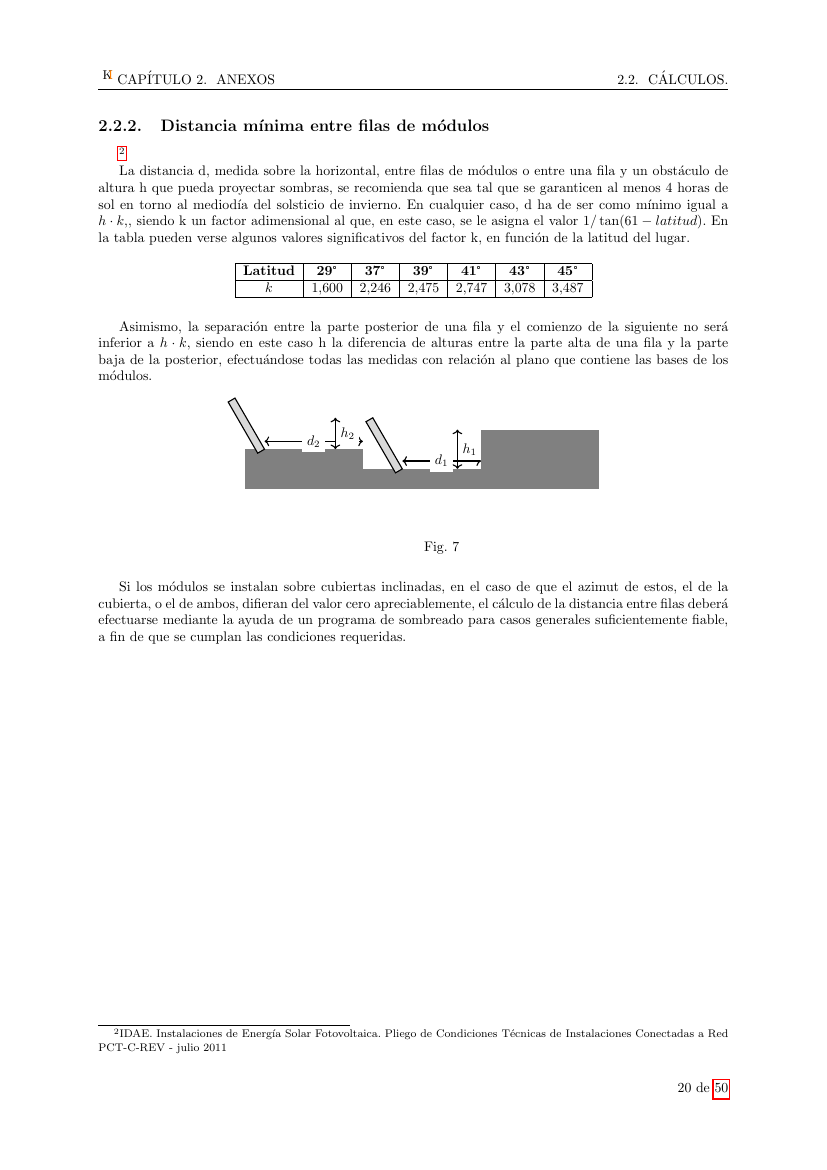 K CAPÍTULO 2. ANEXOS 2.2. CÁLCULOS.
2.2.2. Distancia mínima entre filas de módulos
2
La distancia d, medida sobre la horizontal, entre filas de módulos o entre una fila y un obstáculo de
altura h que pueda proyectar sombras, se recomienda que sea tal que se garanticen al menos 4 horas de
sol en torno al mediodía del solsticio de invierno. En cualquier caso, d ha de ser como mínimo igual a
h · k,, siendo k un factor adimensional al que, en este caso, se le asigna el valor 1/ tan(61 − latitud). En
la tabla pueden verse algunos valores significativos del factor k, en función de la latitud del lugar.
Latitud 29° 37° 39° 41° 43° 45°
k 1,600 2,246 2,475 2,747 3,078 3,487
Asimismo, la separación entre la parte posterior de una fila y el comienzo de la siguiente no será
inferior a h · k, siendo en este caso h la diferencia de alturas entre la parte alta de una fila y la parte
baja de la posterior, efectuándose todas las medidas con relación al plano que contiene las bases de los
módulos.
d2 h2
d1 h1
Fig. 7
Si los módulos se instalan sobre cubiertas inclinadas, en el caso de que el azimut de estos, el de la
cubierta, o el de ambos, difieran del valor cero apreciablemente, el cálculo de la distancia entre filas deberá
efectuarse mediante la ayuda de un programa de sombreado para casos generales suficientemente fiable,
a fin de que se cumplan las condiciones requeridas.
2IDAE. Instalaciones de Energía Solar Fotovoltaica. Pliego de Condiciones Técnicas de Instalaciones Conectadas a Red
PCT-C-REV - julio 2011
20 de 50